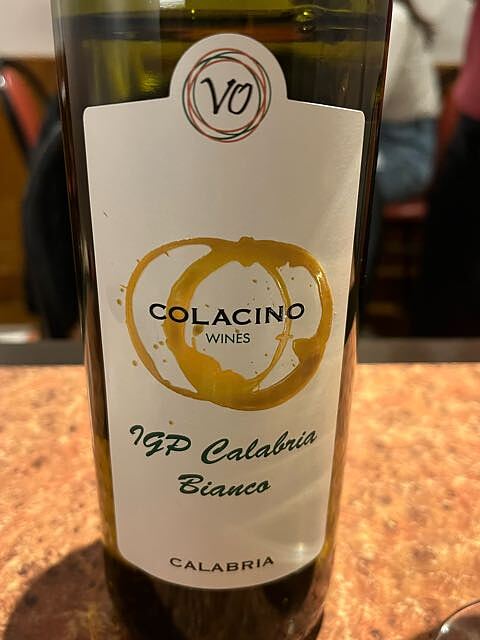 VO
COLACINO
WINES
IGP Calabria
Bianco
CALABRIA